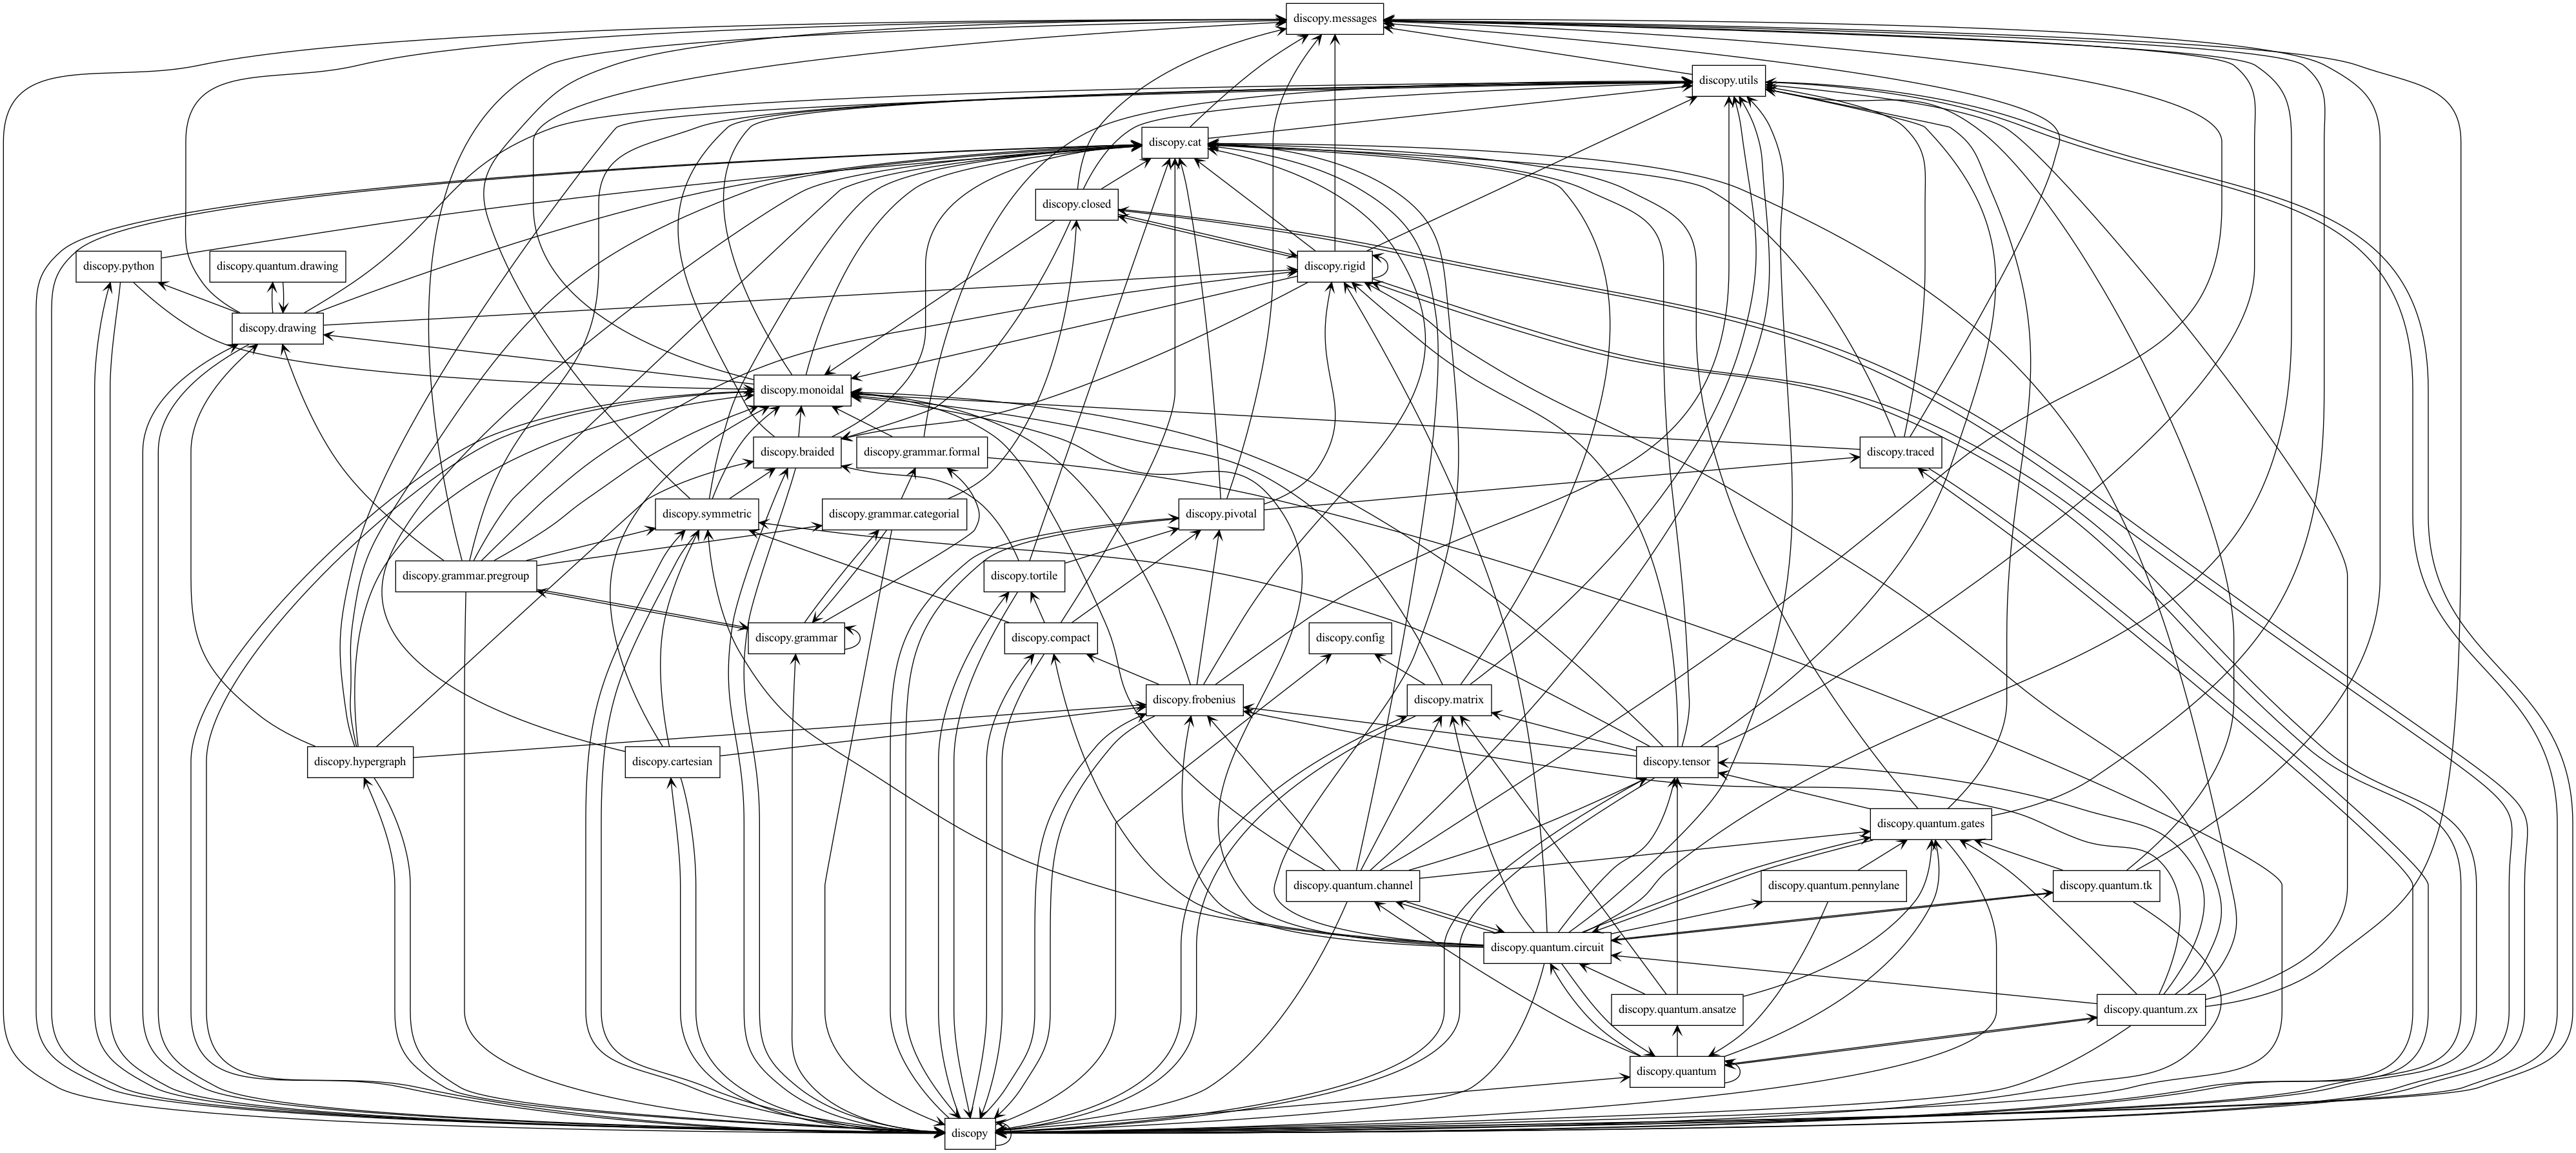 discopy.messages
discopy.utils
discopy.cat
discopy.closed
discopy.python
discopy.quantum.drawing
discopy.rigid
discopy.drawing
discopy.monoidal
discopy.braided
discopy.grammar.formal
discopy.traced
discopy.symmetric
discopy.grammar.categorial
discopy.pivotal
discopy.grammar.pregroup
discopy.tortile
discopy.grammar
discopy.compact
discopy.config
discopy.frobenius
discopy.matrix
discopy.hypergraph
discopy.cartesian
discopy.tensor
discopy.quantum.gates
discopy.quantum.channel
discopy.quantum.pennylane
discopy.quantum.tk
discopy.quantum.circuit
discopy.quantum.ansatze
discopy.quantum.zx
discopy.quantum
discopy